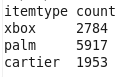 itemtype count
xbox 2784
palm 5917
cartier 1953